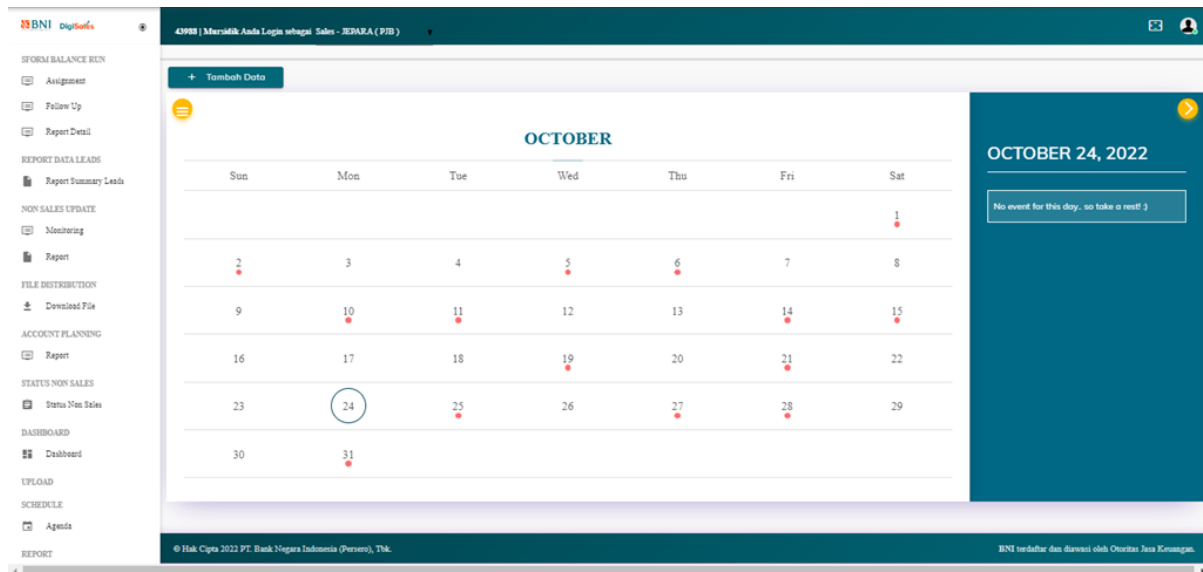 BNI DigiSales
43988 | Mursidik Anda Login sebagai Sales - JEPARA ( PJB )
SFORM BALANCE RUN
Assignment
Follow Up
Report Detail
REPORT DATA LEADS
Report Summary Leads
NON SALES UPDATE
Monitoring
Report
FILE DISTRIBUTION
Download File
ACCOUNT PLANNING
Report
STATUS NON SALES
Status Non Sales
DASHBOARD
Dashboard
UPLOAD
SCHEDULE
Agenda
REPORT
+ Tambah Data
OCTOBER
Sun Mon Tue Wed Thu Fri Sat
1
2 3 4 5 6 7 8
9 10 11 12 13 14 15
16 17 18 19 20 21 22
23 24 25 26 27 28 29
30 31
OCTOBER 24, 2022
No event for this day.. so take a rest! :)
© Hak Cipta 2022 PT. Bank Negara Indonesia (Persero), Tbk.
BNI terdaftar dan diawasi oleh Otoritas Jasa Keuangan.